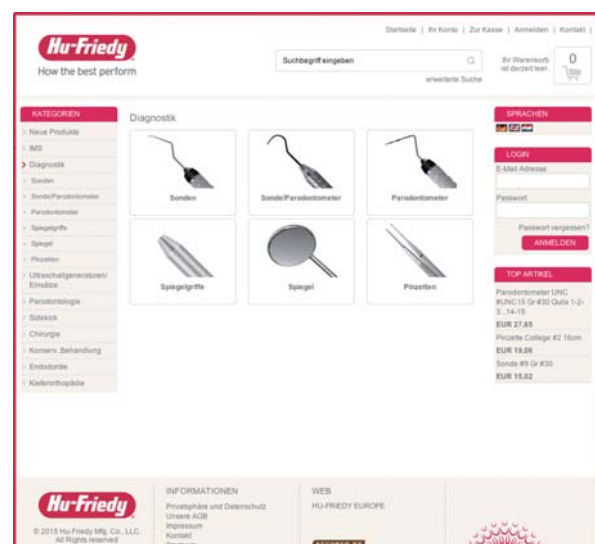 Startseite | Ihr Konto | Zur Kasse | Anmelden | Kontakt |
Hu-Friedy
How the best perform
Suchbegriff eingeben
erweiterte Suche
Ihr Warenkorb
ist derzeit leer.
0
KATEGORIEN
Neue Produkte
IMS
Diagnostik
Sonden
Sonde/Parodontometer
Parodontometer
Spiegelgriffe
Spiegel
Pinzetten
Ultraschallgeneratoren/
Einsätze
Parodontologie
Sidekick
Chirurgie
Konserv. Behandlung
Endodontie
Kieferorthopädie
Diagnostik
Sonden
Sonde/Parodontometer
Parodontometer
Spiegelgriffe
Spiegel
Pinzetten
SPRACHEN
LOGIN
E-Mail Adresse
Passwort
Passwort vergessen?
ANMELDEN
TOP ARTIKEL
Parodontometer UNC
#UNC15 Gr #30 Qulix 1-2-
3...14-15
EUR 27,65
Pinzette College #2 16cm
EUR 19,06
Sonde #9 Gr #30
EUR 15,02
Hu-Friedy
© 2015 Hu-Friedy Mfg. Co., LLC.
All Rights reserved
INFORMATIONEN
Privatsphäre und Datenschutz
Unsere AGB
Impressum
Kontakt
WEB
HU-FRIEDY EUROPE